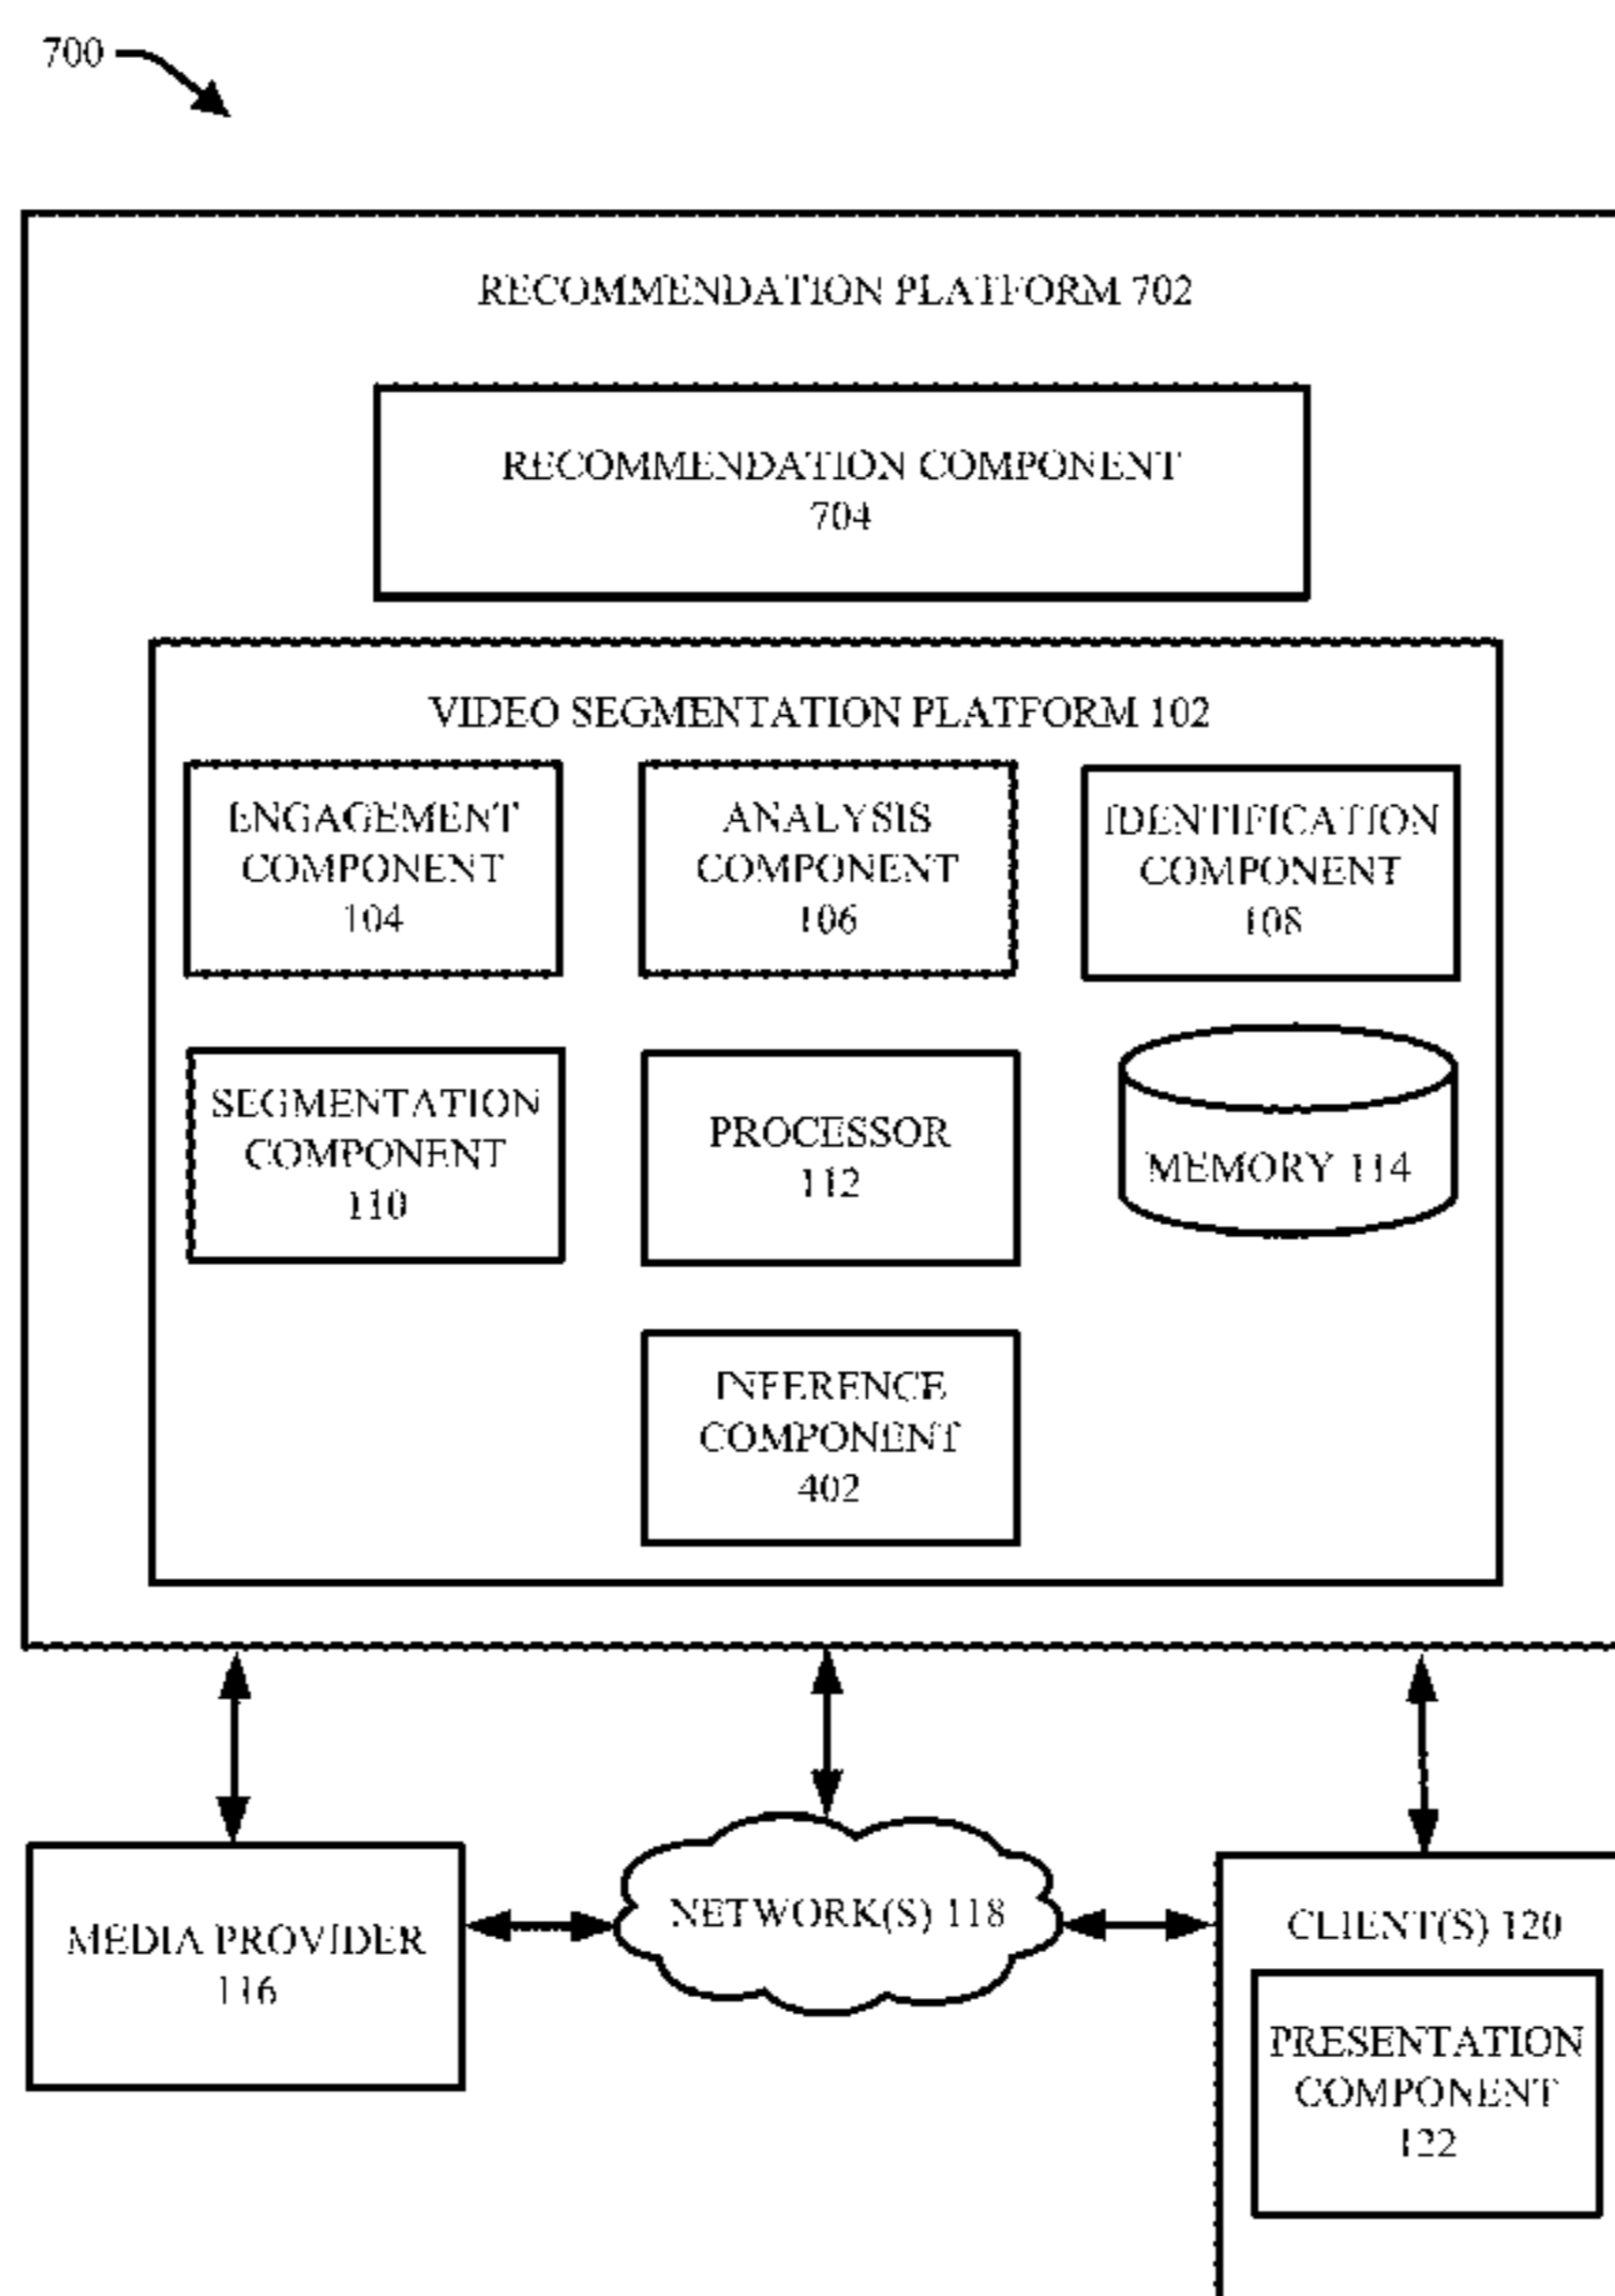 700
RECOMMENDATION PLATFORM 702
RECOMMENDATION COMPONENT
704
VIDEO SEGMENTATION PLATFORM 102
ENGAGEMENT
COMPONENT
104
ANALYSIS
COMPONENT
106
IDENTIFICATION
COMPONENT
108
SEGMENTATION
COMPONENT
110
PROCESSOR
112
MEMORY 114
INFERENCE
COMPONENT
402
MEDIA PROVIDER
116
NETWORK(S) 118
CLIENT(S) 120
PRESENTATION
COMPONENT
122